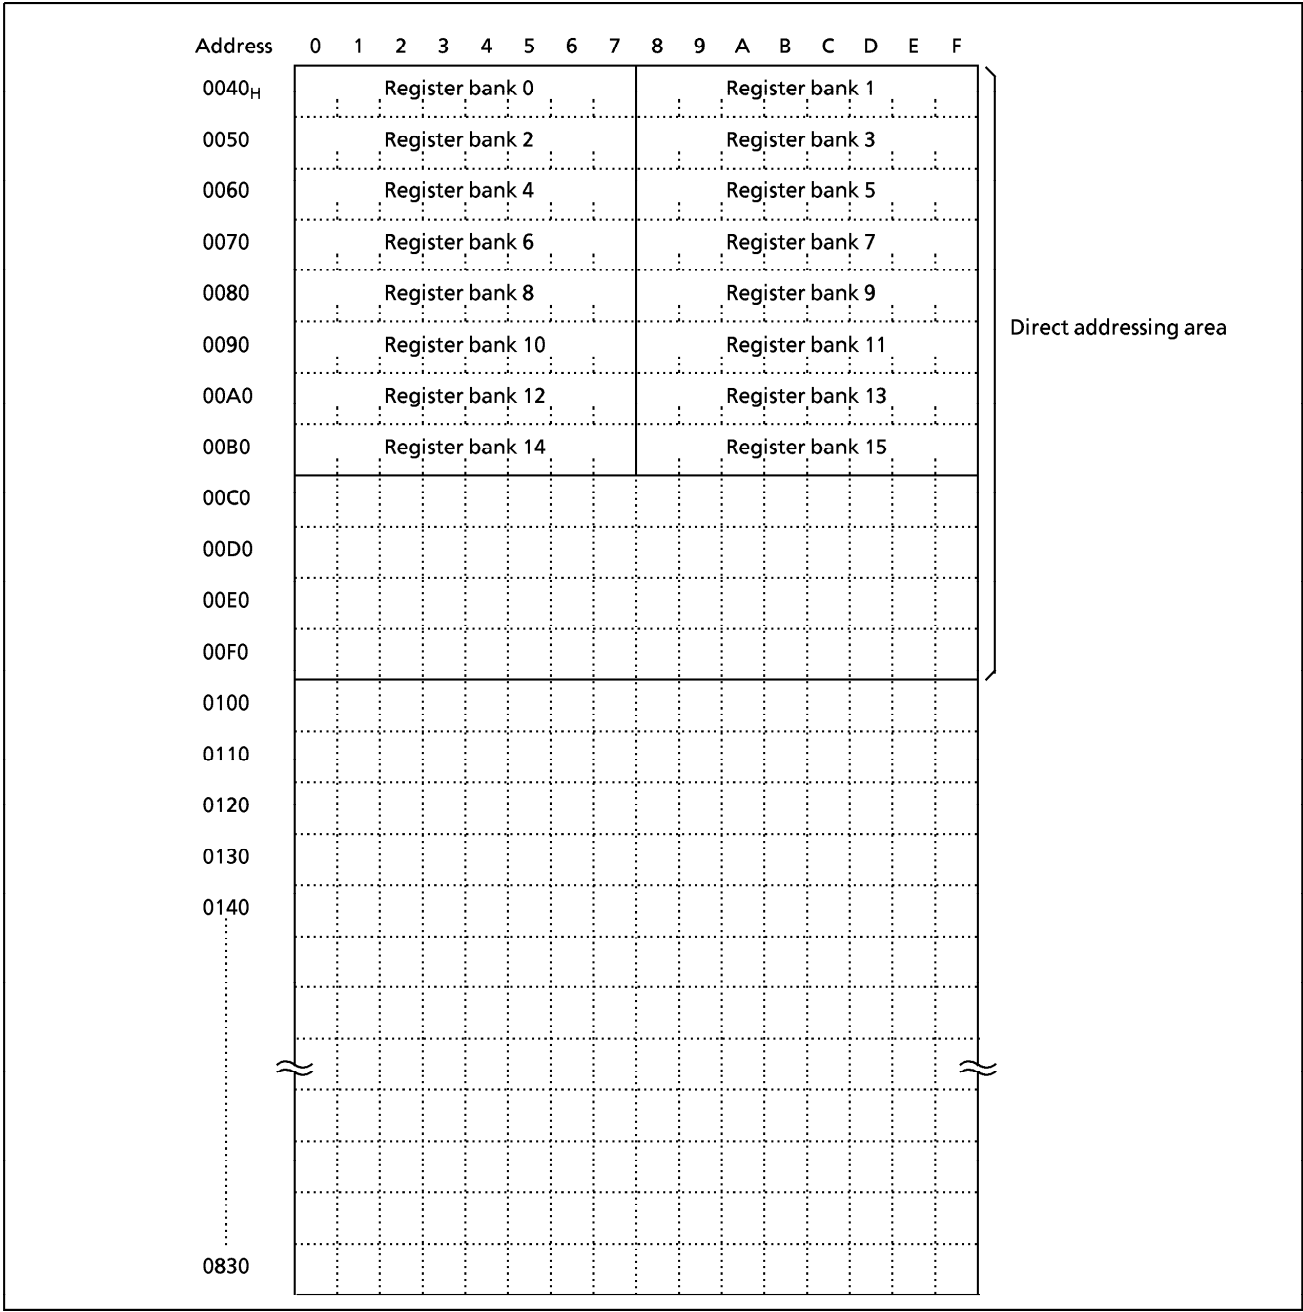 Address 0 1 2 3 4 5 6 7 8 9 A B C D E F
0040H Register bank 0 Register bank 1
0050 Register bank 2 Register bank 3
0060 Register bank 4 Register bank 5
0070 Register bank 6 Register bank 7
0080 Register bank 8 Register bank 9
Direct addressing area
0090 Register bank 10 Register bank 11
00A0 Register bank 12 Register bank 13
00B0 Register bank 14 Register bank 15
00C0
00D0
00E0
00F0
0100
0110
0120
0130
0140
0830